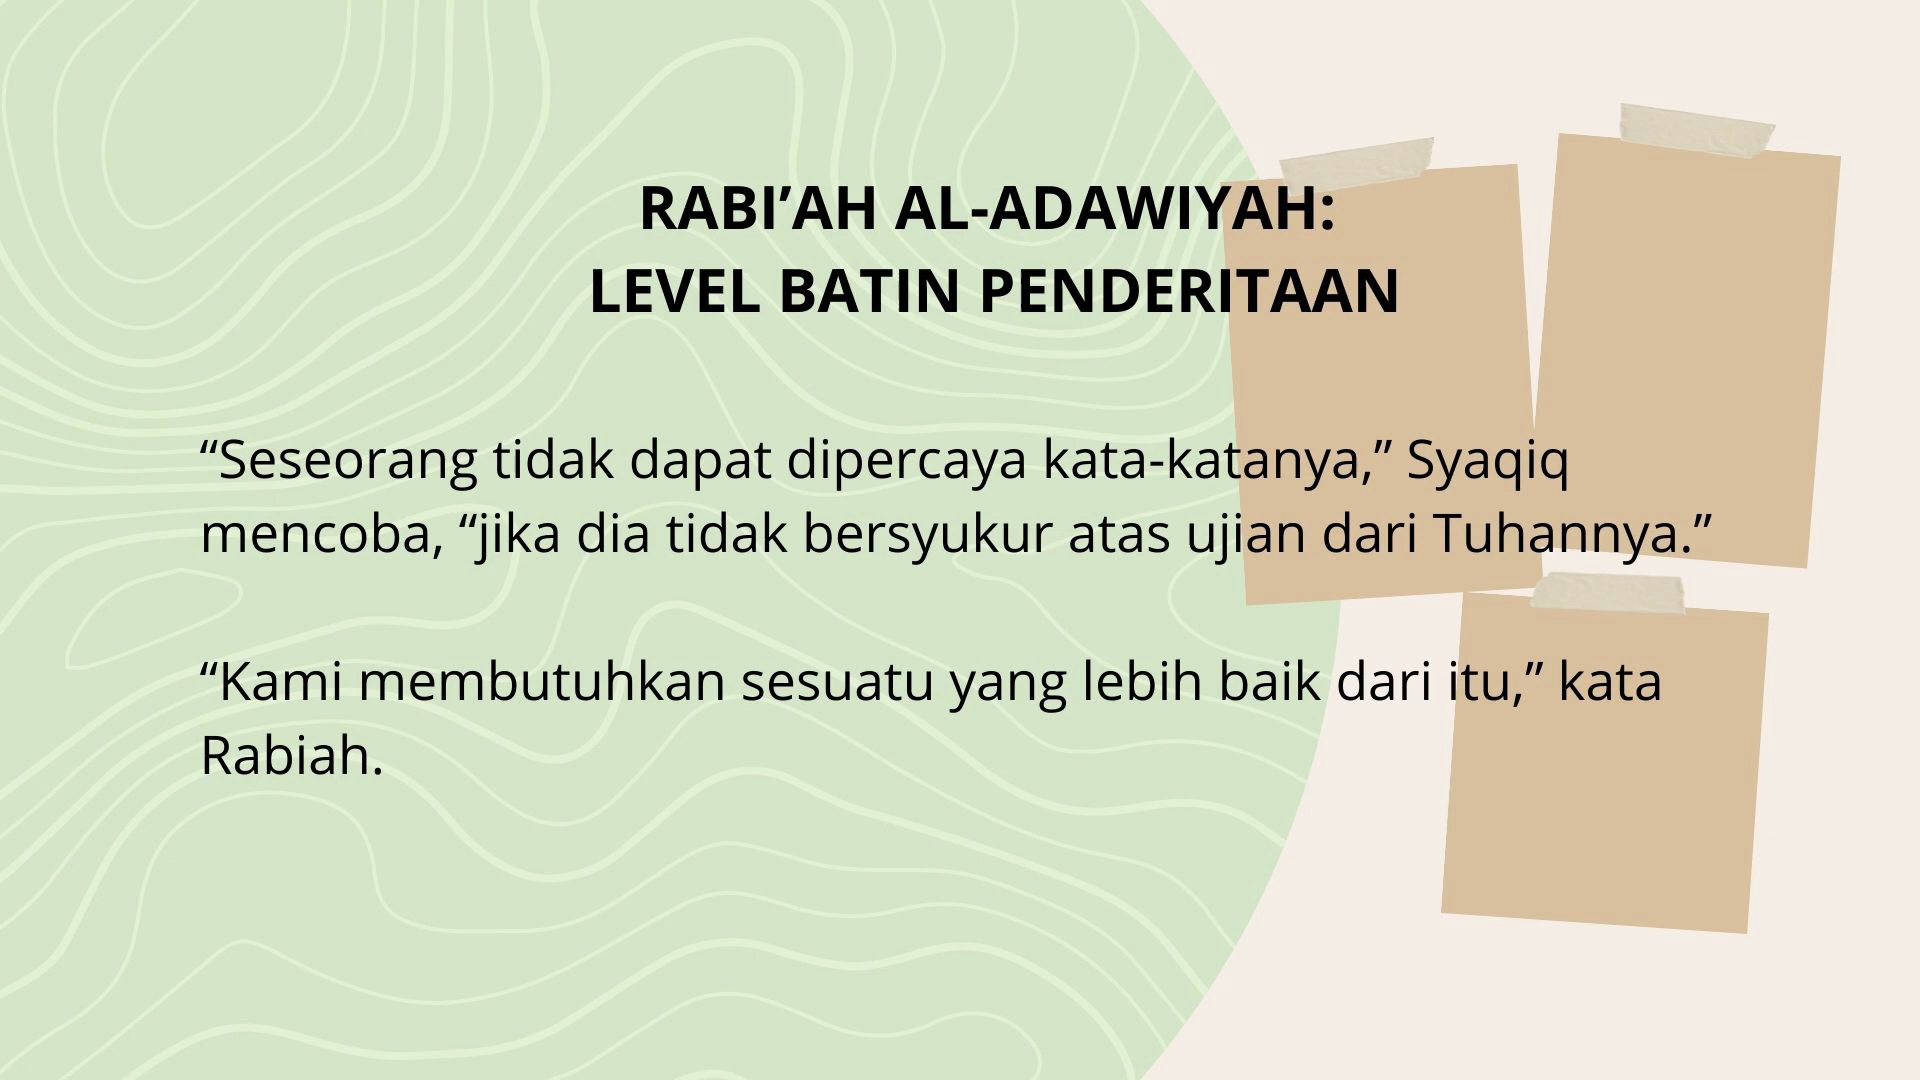 RABI’AH AL-ADAWIYAH:
LEVEL BATIN PENDERITAAN
“Seseorang tidak dapat dipercaya kata-katanya,” Syaqiq
mencoba, “jika dia tidak bersyukur atas ujian dari Tuhannya.”
“Kami membutuhkan sesuatu yang lebih baik dari itu,” kata
Rabiah.